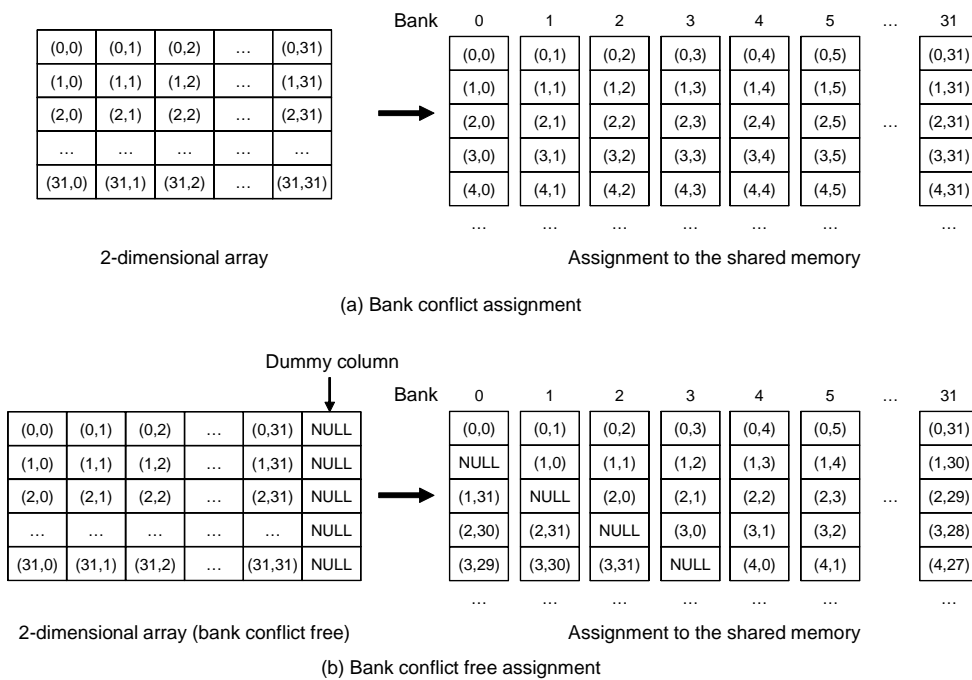 Bank 0 1 2 3 4 5 … 31
(0,0) (0,1) (0,2) … (0,31)
(1,0) (1,1) (1,2) … (1,31)
(2,0) (2,1) (2,2) … (2,31)
… … … … …
(31,0) (31,1) (31,2) … (31,31)
(0,0) (0,1) (0,2) (0,3) (0,4) (0,5) (0,31)
(1,0) (1,1) (1,2) (1,3) (1,4) (1,5) (1,31)
(2,0) (2,1) (2,2) (2,3) (2,4) (2,5) … (2,31)
(3,0) (3,1) (3,2) (3,3) (3,4) (3,5) (3,31)
(4,0) (4,1) (4,2) (4,3) (4,4) (4,5) (4,31)
… … … … … … …
2-dimensional array
Assignment to the shared memory
(a) Bank conflict assignment
Dummy column
Bank 0 1 2 3 4 5 … 31
(0,0) (0,1) (0,2) … (0,31) NULL
(1,0) (1,1) (1,2) … (1,31) NULL
(2,0) (2,1) (2,2) … (2,31) NULL
… … … … … NULL
(31,0) (31,1) (31,2) … (31,31) NULL
(0,0) (0,1) (0,2) (0,3) (0,4) (0,5) (0,31)
NULL (1,0) (1,1) (1,2) (1,3) (1,4) (1,30)
(1,31) NULL (2,0) (2,1) (2,2) (2,3) … (2,29)
(2,30) (2,31) NULL (3,0) (3,1) (3,2) (3,28)
(3,29) (3,30) (3,31) NULL (4,0) (4,1) (4,27)
… … … … … … …
2-dimensional array (bank conflict free)
Assignment to the shared memory
(b) Bank conflict free assignment